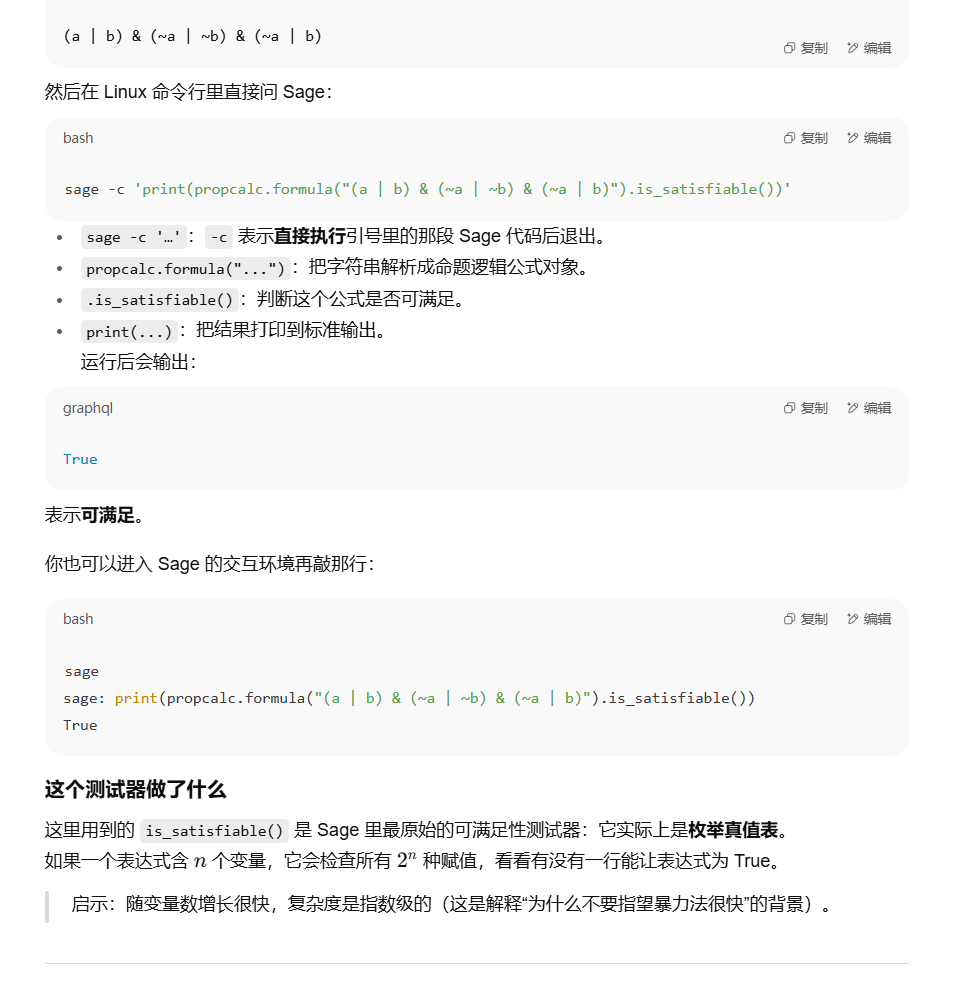 (a | b) & (~a | ~b) & (~a | b)
复制 编辑
然后在 Linux 命令行里直接问 Sage：
bash
复制 编辑
sage -c 'print(propcalc.formula("(a | b) & (~a | ~b) & (~a | b)").is_satisfiable())'
sage -c '…'：-c 表示直接执行引号里的那段 Sage 代码后退出。
propcalc.formula("...")：把字符串解析成命题逻辑公式对象。
.is_satisfiable()：判断这个公式是否可满足。
print(...)：把结果打印到标准输出。
运行后会输出：
graphql
复制 编辑
True
表示可满足。
你也可以进入 Sage 的交互环境再敲那行：
bash
复制 编辑
sage
sage: print(propcalc.formula("(a | b) & (~a | ~b) & (~a | b)").is_satisfiable())
True
这个测试器做了什么
这里用到的 is_satisfiable() 是 Sage 里最原始的可满足性测试器：它实际上是枚举真值表。
如果一个表达式含 n 个变量，它会检查所有 2ⁿ 种赋值，看看有没有一行能让表达式为 True。
启示：随变量数增长很快，复杂度是指数级的（这是解释“为什么不要指望暴力法很快”的背景）。